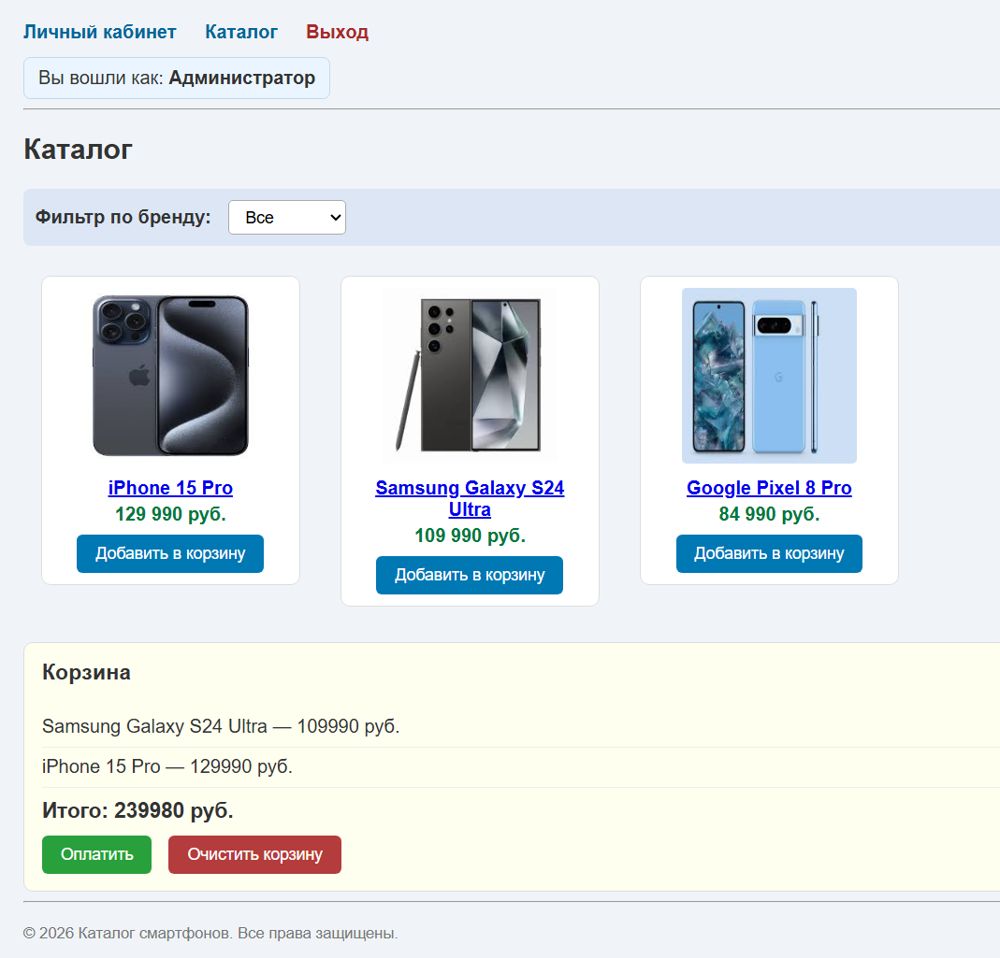 Личный кабинет Каталог Выход
Вы вошли как: Администратор
Каталог
Фильтр по бренду: Все
iPhone 15 Pro
129 990 руб.
Добавить в корзину
Samsung Galaxy S24
Ultra
109 990 руб.
Добавить в корзину
Google Pixel 8 Pro
84 990 руб.
Добавить в корзину
Корзина
Samsung Galaxy S24 Ultra — 109990 руб.
iPhone 15 Pro — 129990 руб.
Итого: 239980 руб.
Оплатить Очистить корзину
© 2026 Каталог смартфонов. Все права защищены.